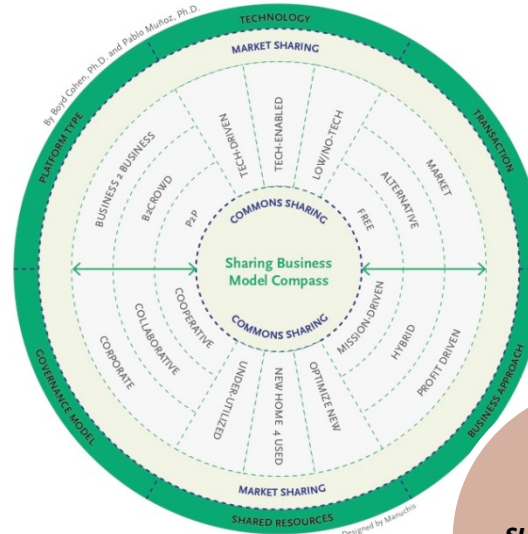 By Boyd Cohen, Ph.D. and Pablo Muñoz, Ph.D.
TECHNOLOGY
MARKET SHARING
PLATFORM TYPE
TRANSACTION
BUSINESS 2 BUSINESS
B2CROWD
P2P
TECH-DRIVEN
TECH-ENABLED
LOW/NO-TECH
FREE
ALTERNATIVE
MARKET
COMMONS SHARING
Sharing Business
Model Compass
COMMONS SHARING
CORPORATE
COLLABORATIVE
COOPERATIVE
UNDER-UTILIZED
NEW HOME 4 USED
OPTIMIZE NEW
MISSION-DRIVEN
HYBRID
PROFIT DRIVEN
GOVERNANCE MODEL
BUSINESS APPROACH
MARKET SHARING
SHARED RESOURCES
Designed by Manuchis